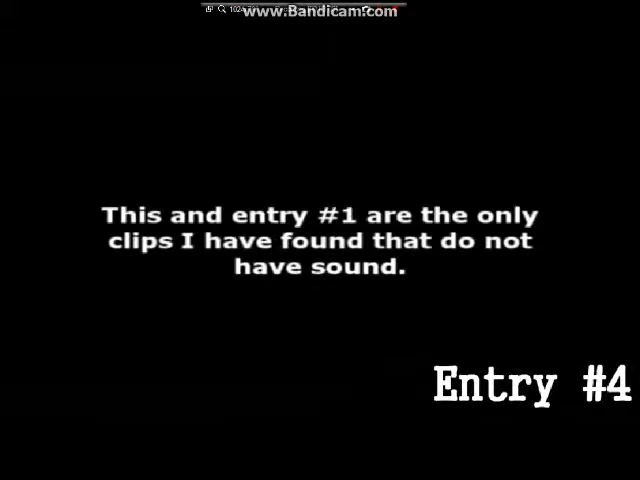 www.Bandicam.com
This and entry #1 are the only
clips I have found that do not
have sound.
Entry #4